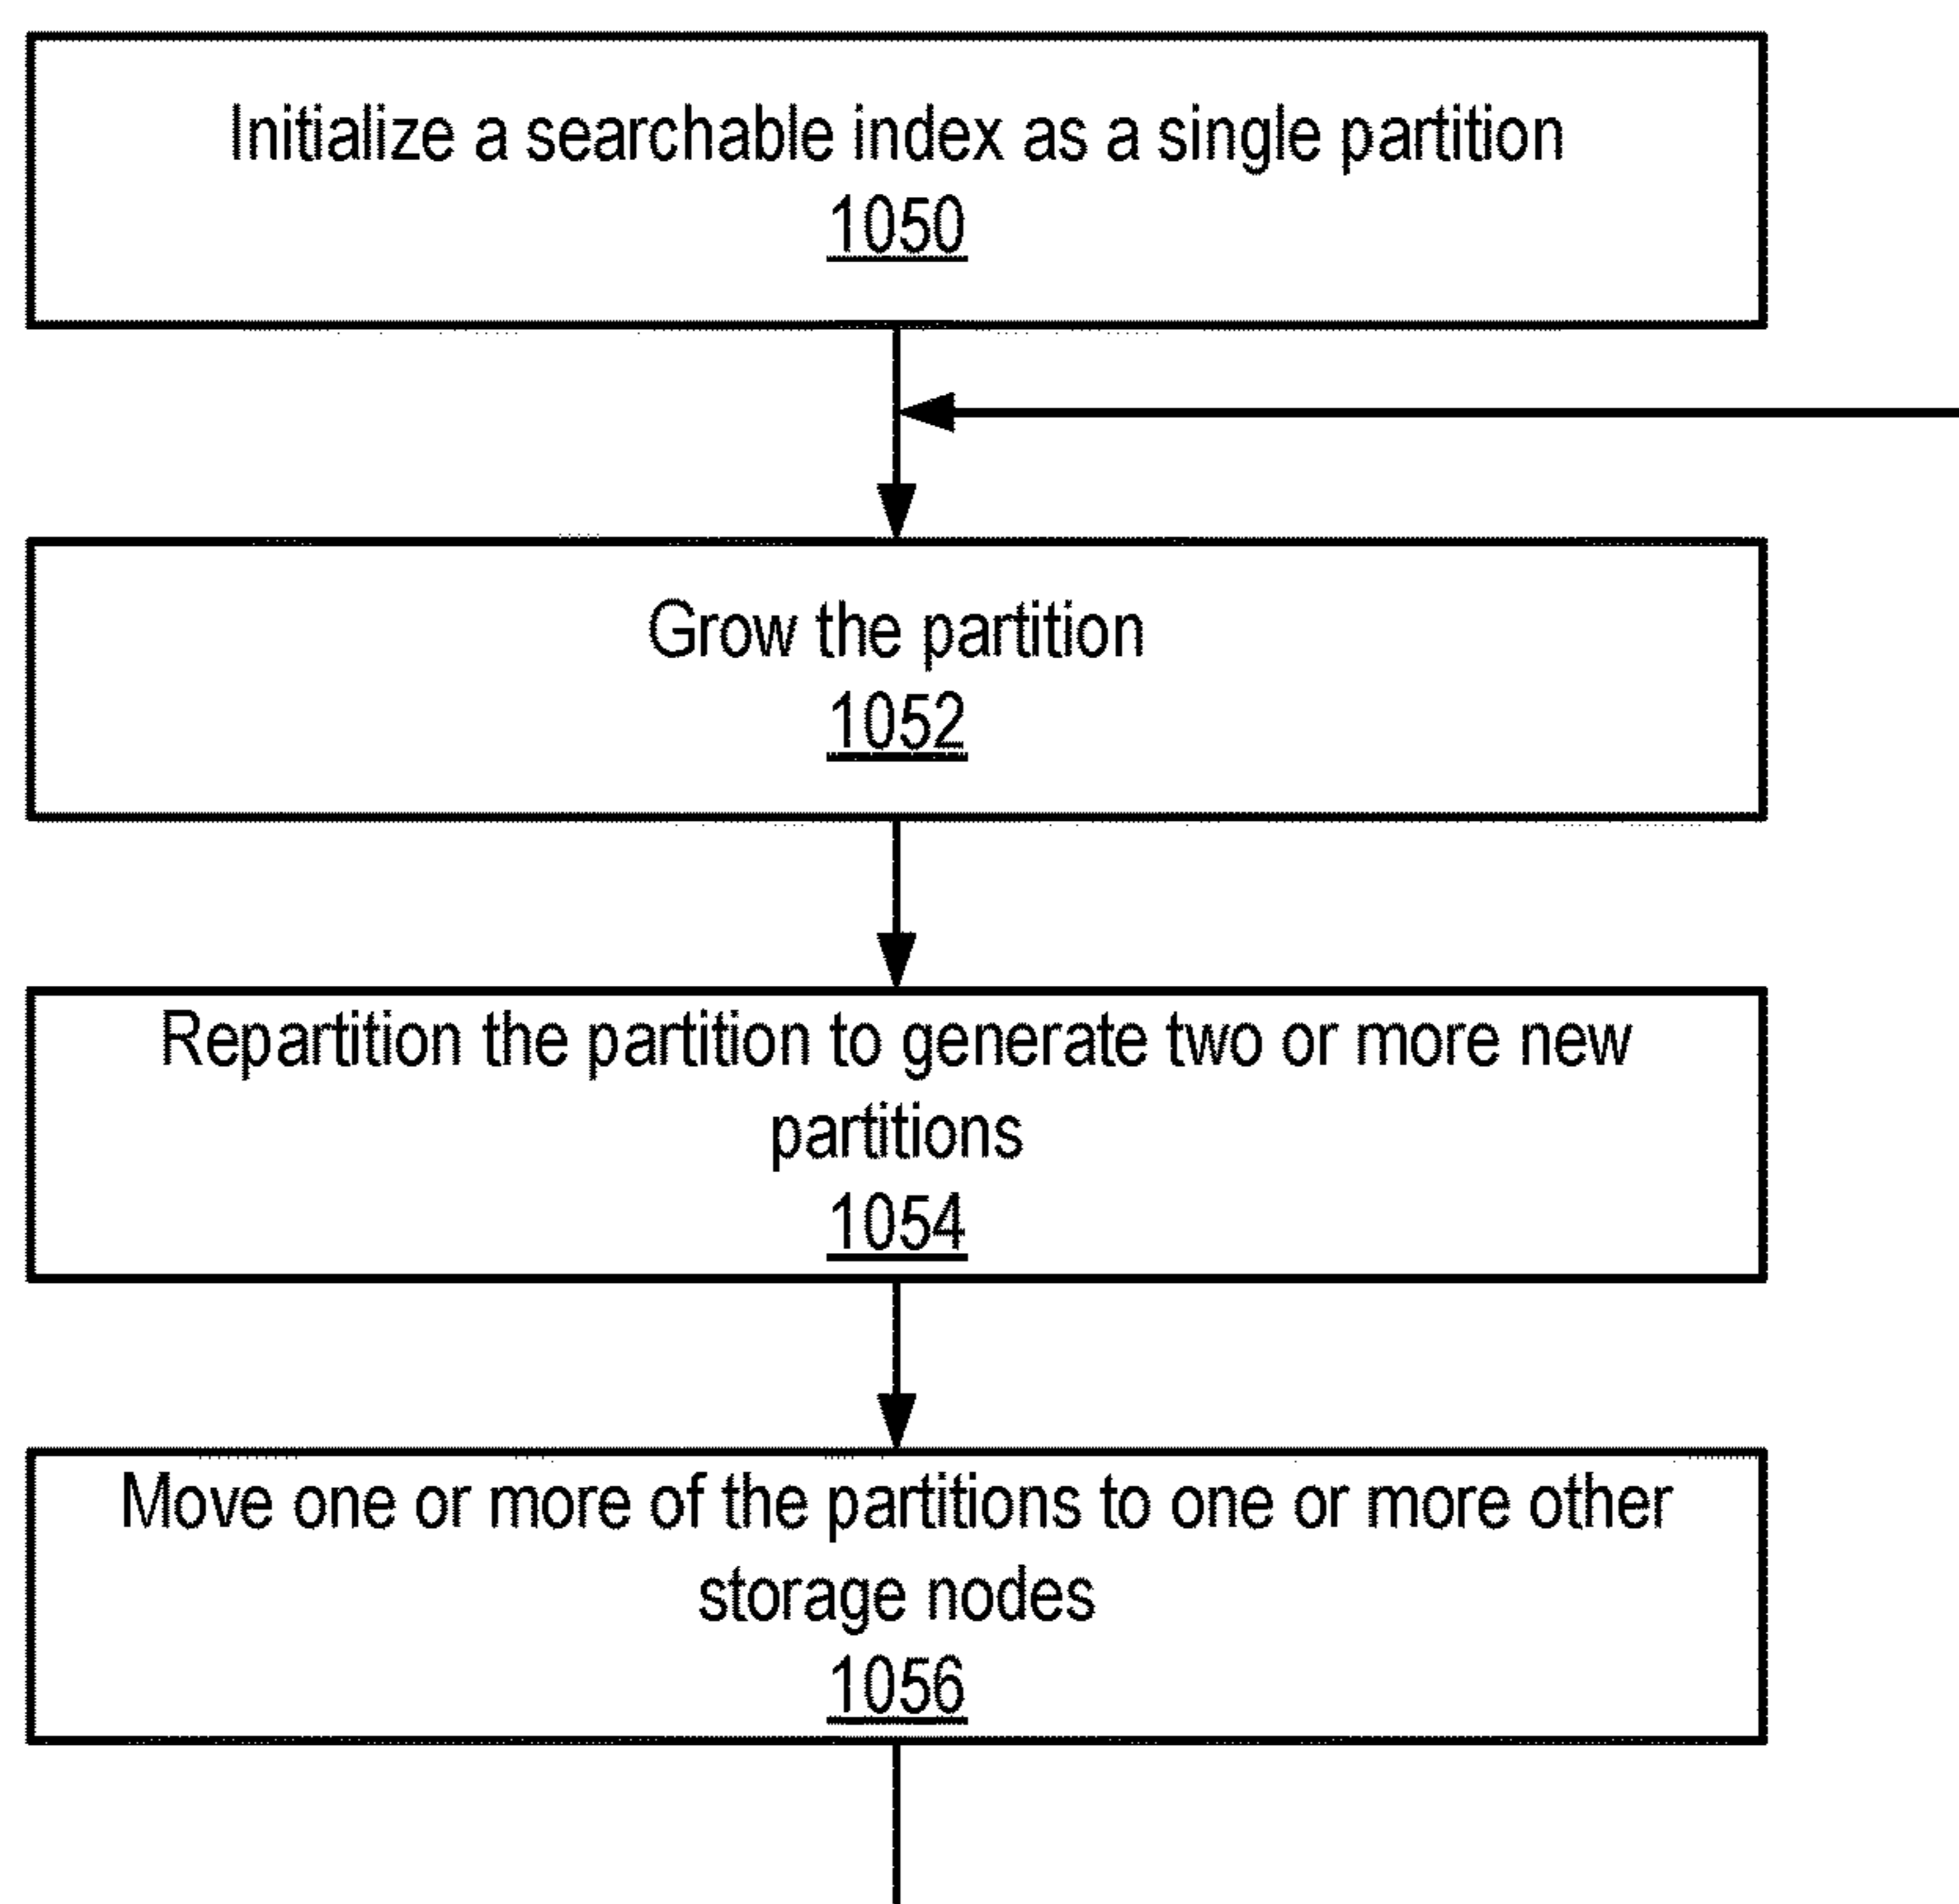 Initialize a searchable index as a single partition
1050
Grow the partition
1052
Repartition the partition to generate two or more new
partitions
1054
Move one or more of the partitions to one or more other
storage nodes
1056